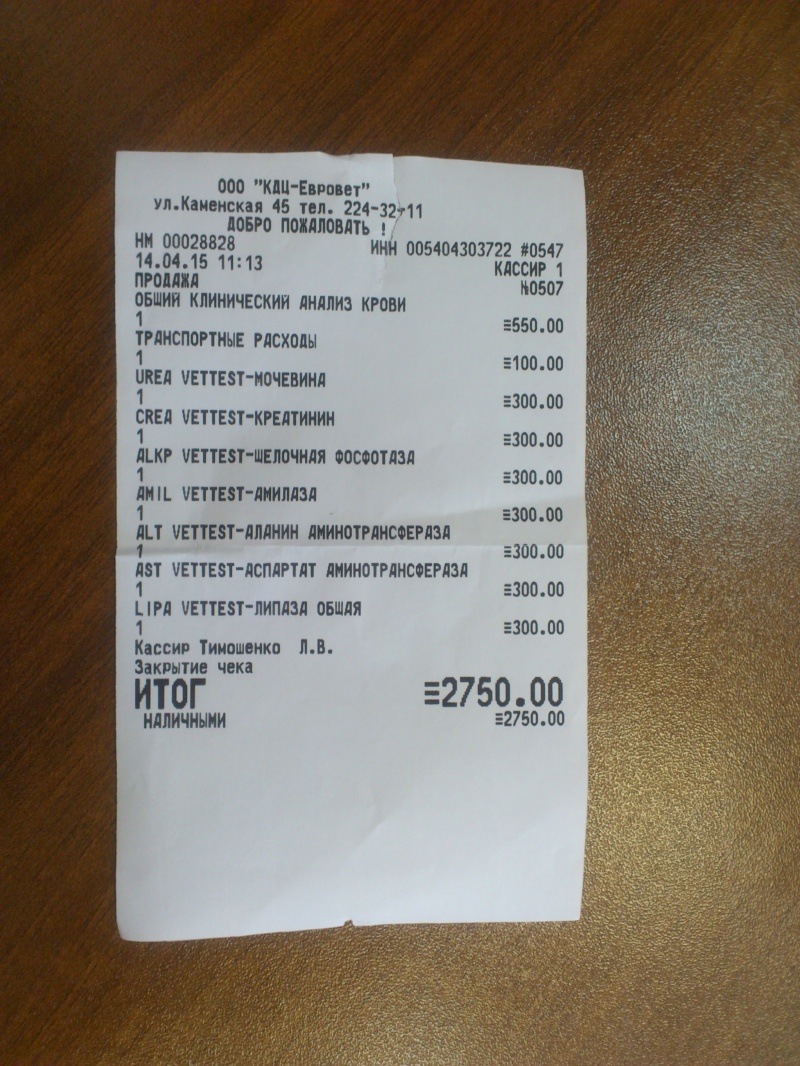 ООО "КДЦ-Евровет"
ул.Каменская 45 тел. 224-32-11
ДОБРО ПОЖАЛОВАТЬ !
НМ 00028828 ИНН 005404303722 #0547
14.04.15 11:13 КАССИР 1
ПРОДАЖА №0507
ОБЩИЙ КЛИНИЧЕСКИЙ АНАЛИЗ КРОВИ
1 ≡550.00
ТРАНСПОРТНЫЕ РАСХОДЫ
1 ≡100.00
UREA VETTEST-МОЧЕВИНА
1 ≡300.00
CREA VETTEST-КРЕАТИНИН
1 ≡300.00
ALKP VETTEST-ЩЕЛОЧНАЯ ФОСФОТАЗА
1 ≡300.00
AMIL VETTEST-АМИЛАЗА
1 ≡300.00
ALT VETTEST-АЛАНИН АМИНОТРАНСФЕРАЗА
1 ≡300.00
AST VETTEST-АСПАРТАТ АМИНОТРАНСФЕРАЗА
1 ≡300.00
LIPA VETTEST-ЛИПАЗА ОБЩАЯ
1 ≡300.00
Кассир Тимошенко Л.В.
Закрытие чека
ИТОГ ≡2750.00
НАЛИЧНЫМИ ≡2750.00